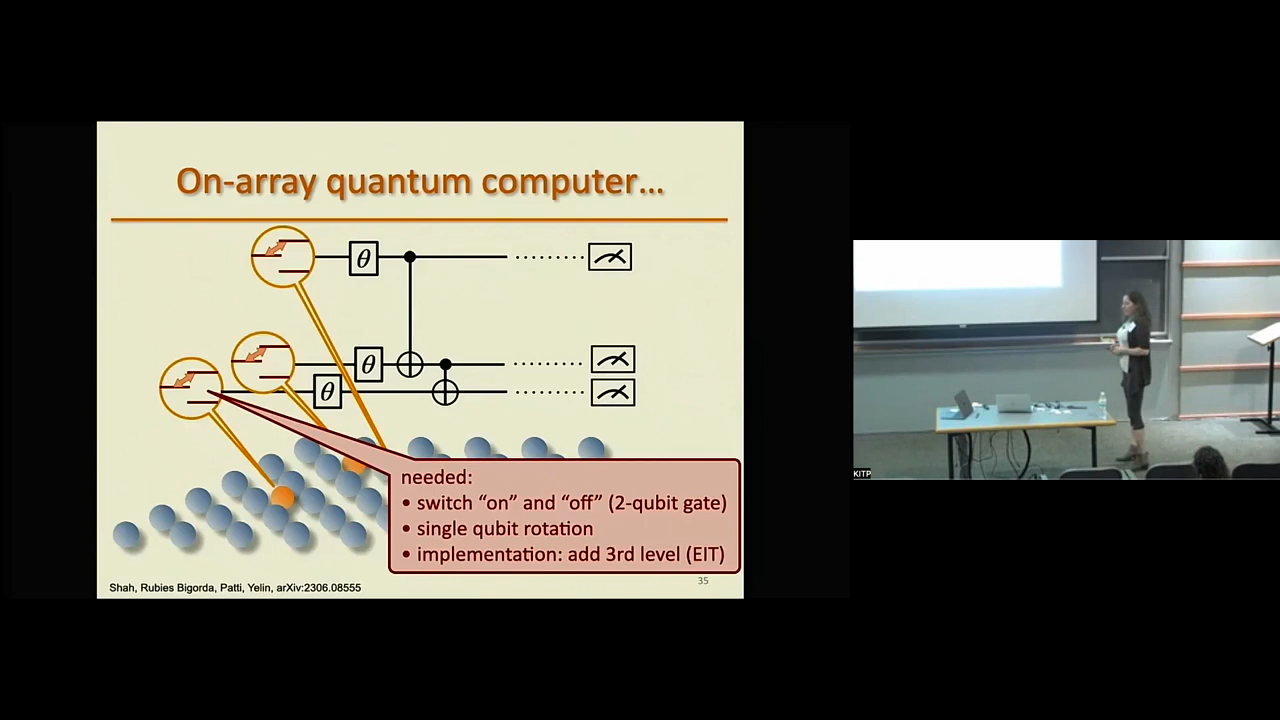 On-array quantum computer...
θ
θ
θ
needed:
• switch “on” and “off” (2-qubit gate)
• single qubit rotation
• implementation: add 3rd level (EIT)
Shah, Rubies Bigorda, Patti, Yelin, arXiv:2306.08555
35
KITP